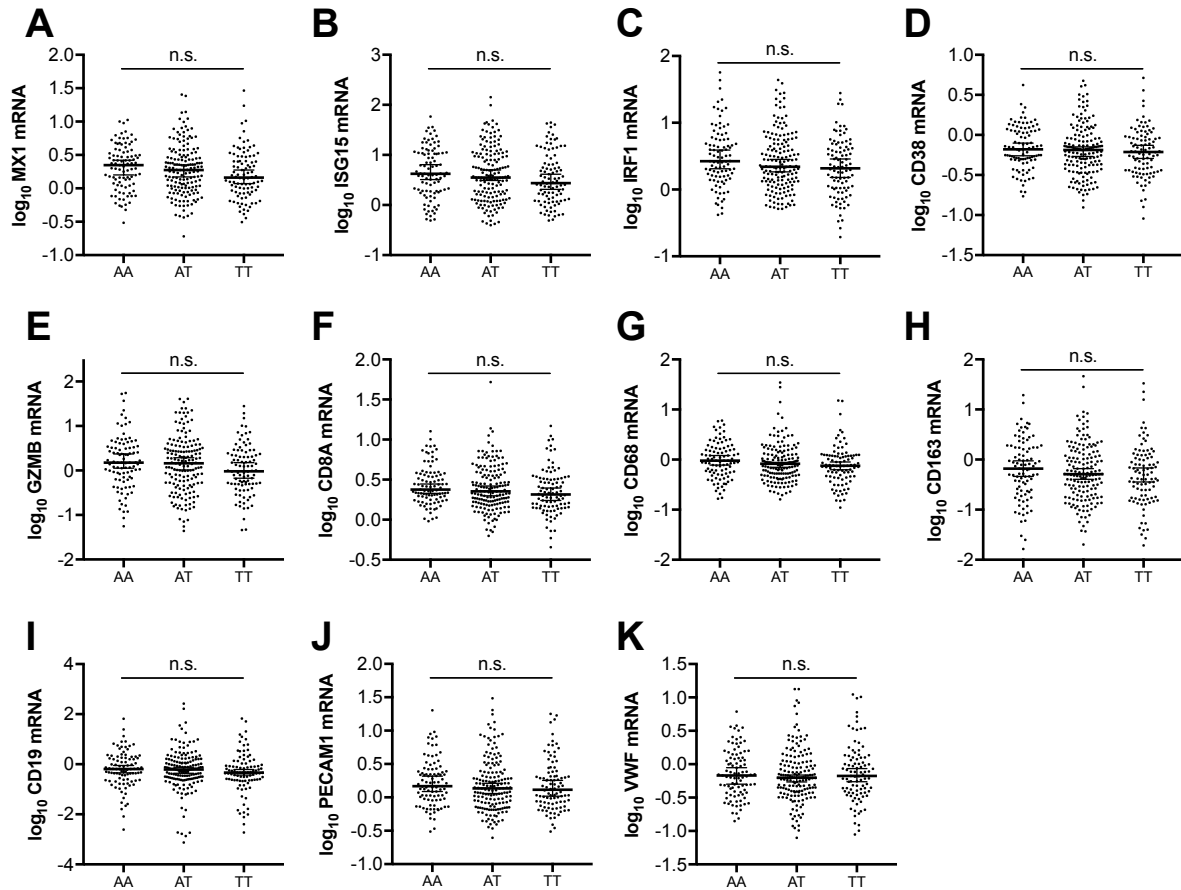 A
log10 MX1 mRNA
n.s.
2.0
1.5
1.0
0.5
0.0
-0.5
-1.0
AA AT TT
B
log10 ISG15 mRNA
n.s.
3
2
1
0
-1
AA AT TT
C
log10 IRF1 mRNA
n.s.
2
1
0
-1
AA AT TT
D
log10 CD38 mRNA
n.s.
1.0
0.5
-0.0
-0.5
-1.0
-1.5
AA AT TT
E
log10 GZMB mRNA
n.s.
2
1
0
-1
-2
AA AT TT
F
log10 CD8A mRNA
n.s.
2.0
1.5
1.0
0.5
0.0
-0.5
AA AT TT
G
log10 CD68 mRNA
n.s.
2
1
0
-1
-2
AA AT TT
H
log10 CD163 mRNA
n.s.
2
1
0
-1
-2
AA AT TT
I
log10 CD19 mRNA
n.s.
4
2
0
-2
-4
AA AT TT
J
log10 PECAM1 mRNA
n.s.
2.0
1.5
1.0
0.5
0.0
-0.5
-1.0
AA AT TT
K
log10 VWF mRNA
n.s.
1.5
1.0
0.5
-0.0
-0.5
-1.0
-1.5
AA AT TT